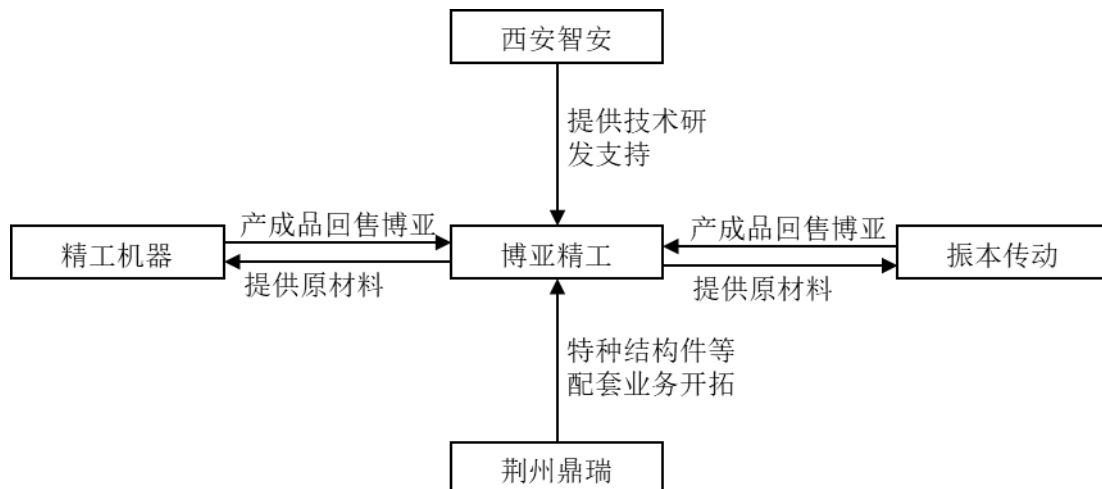 西安智安
提供技术研
发支持
产成品回售博亚
产成品回售博亚
精工机器
博亚精工
振本传动
提供原材料
提供原材料
特种结构件等
配套业务开拓
荆州鼎瑞